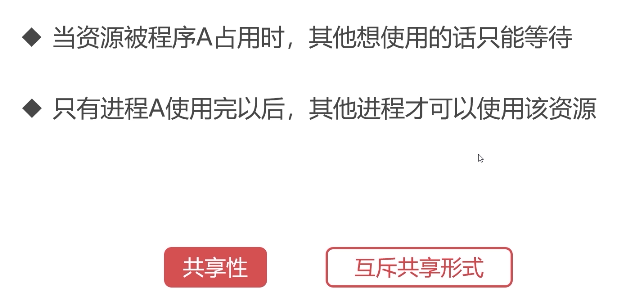 ◆ 当资源被程序A占用时，其他想使用的话只能等待
◆ 只有进程A使用完以后，其他进程才可以使用该资源
共享性
互斥共享形式